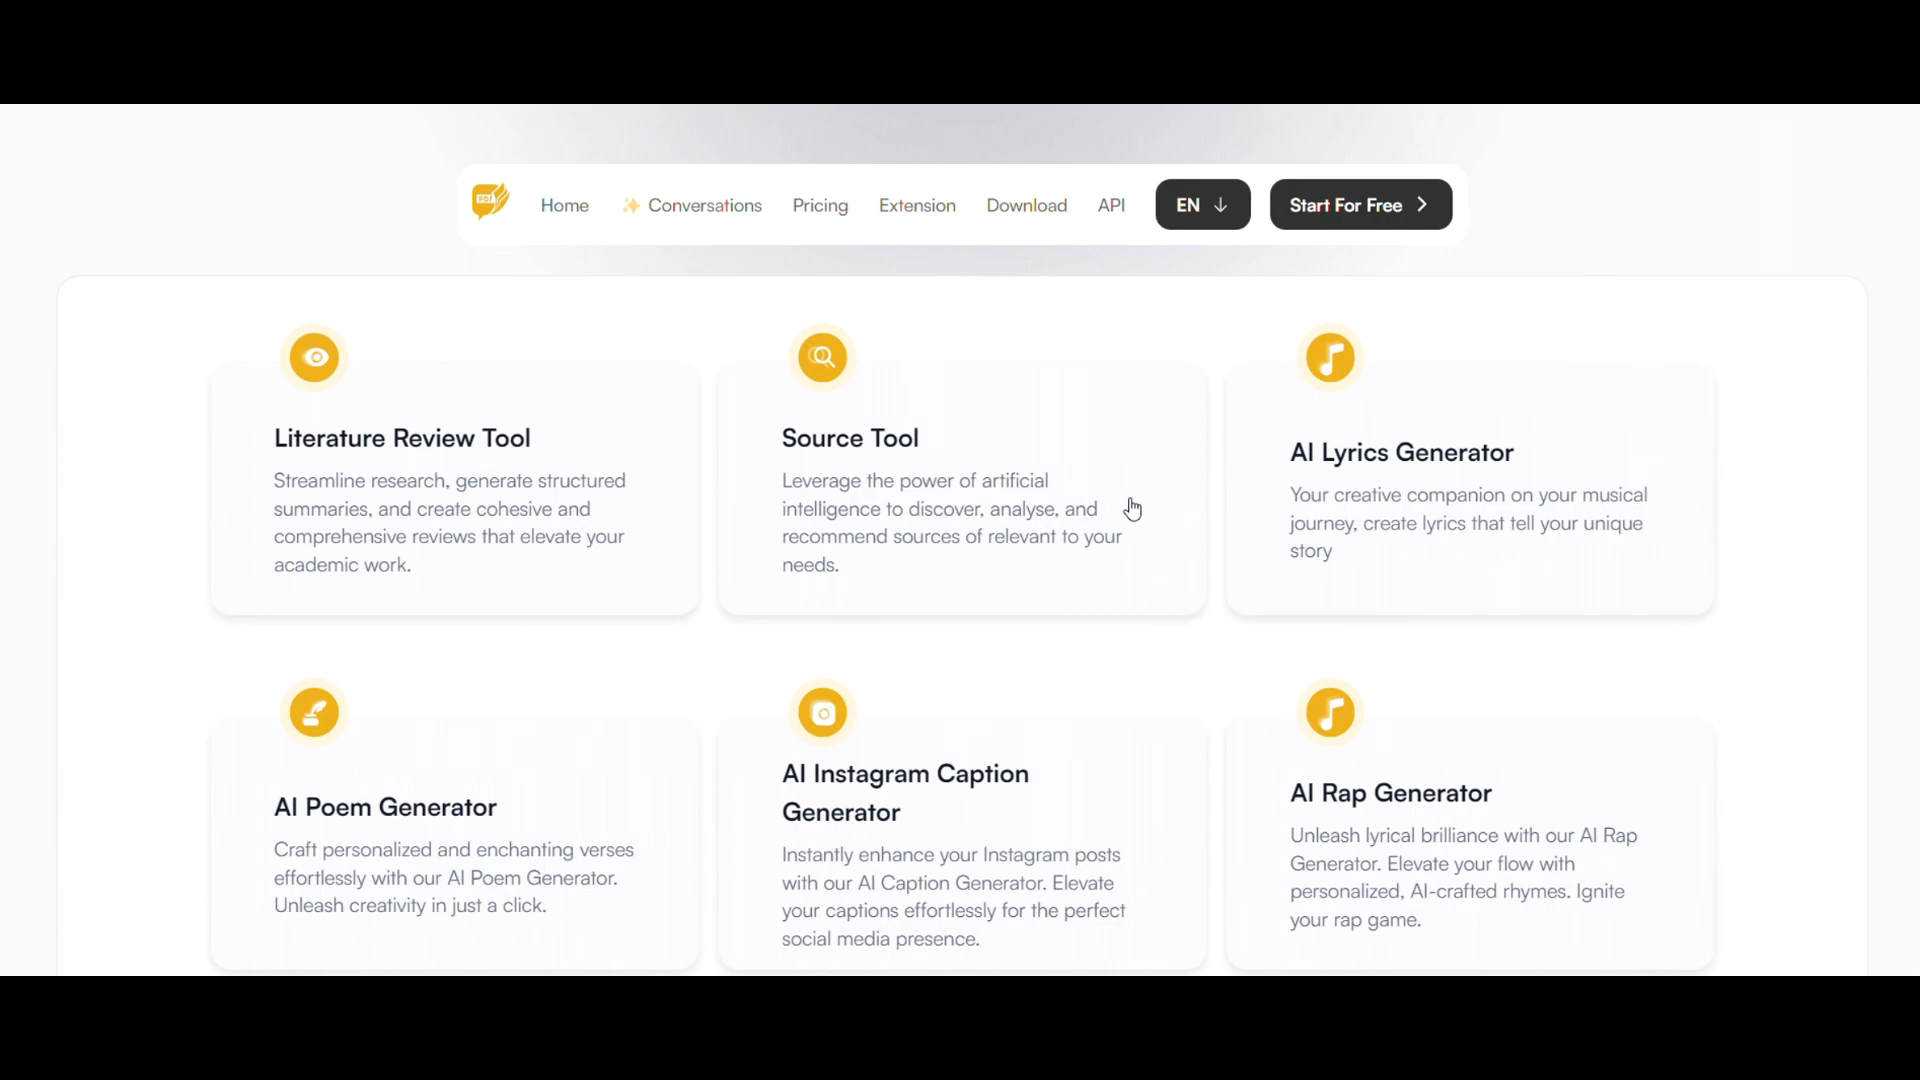 PDF
Home
Conversations
Pricing
Extension
Download
API
EN
Start For Free
Literature Review Tool
Streamline research, generate structured
summaries, and create cohesive and
comprehensive reviews that elevate your
academic work.
Source Tool
Leverage the power of artificial
intelligence to discover, analyse, and
recommend sources of relevant to your
needs.
AI Lyrics Generator
Your creative companion on your musical
journey, create lyrics that tell your unique
story
AI Poem Generator
Craft personalized and enchanting verses
effortlessly with our AI Poem Generator.
Unleash creativity in just a click.
AI Instagram Caption
Generator
Instantly enhance your Instagram posts
with our AI Caption Generator. Elevate
your captions effortlessly for the perfect
social media presence.
AI Rap Generator
Unleash lyrical brilliance with our AI Rap
Generator. Elevate your flow with
personalized, AI-crafted rhymes. Ignite
your rap game.